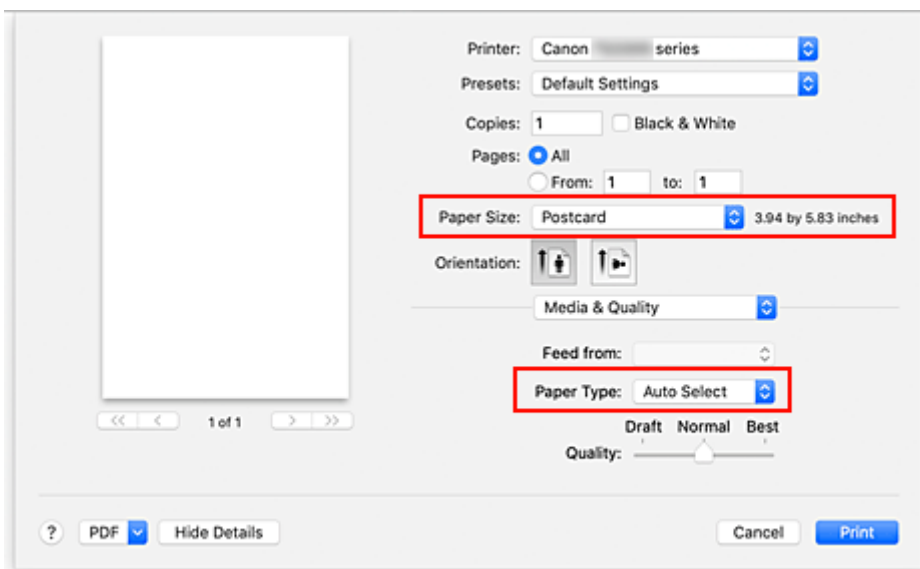 Printer: Canon series
Presets: Default Settings
Copies: 1 Black & White
Pages: All
From: 1 to: 1
Paper Size: Postcard 3.94 by 5.83 inches
Orientation:
Media & Quality
Feed from:
Paper Type: Auto Select
Draft Normal Best
Quality:
<< < 1 of 1 > >>
? PDF Hide Details Cancel Print